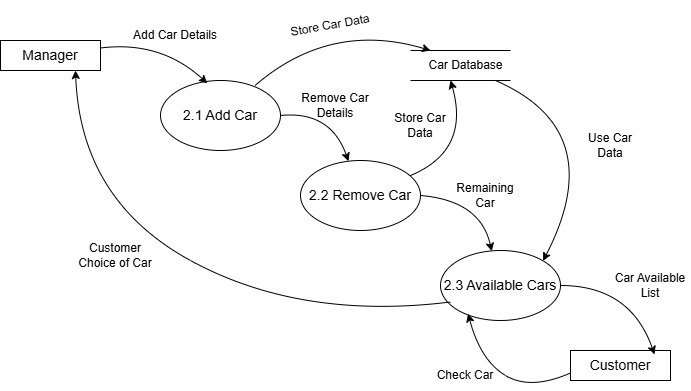 Store Car Data
Add Car Details
Manager
Car Database
Remove Car
Details
2.1 Add Car
Store Car
Data
Use Car
Data
2.2 Remove Car
Remaining
Car
Customer
Choice of Car
2.3 Available Cars
Car Available
List
Customer
Check Car